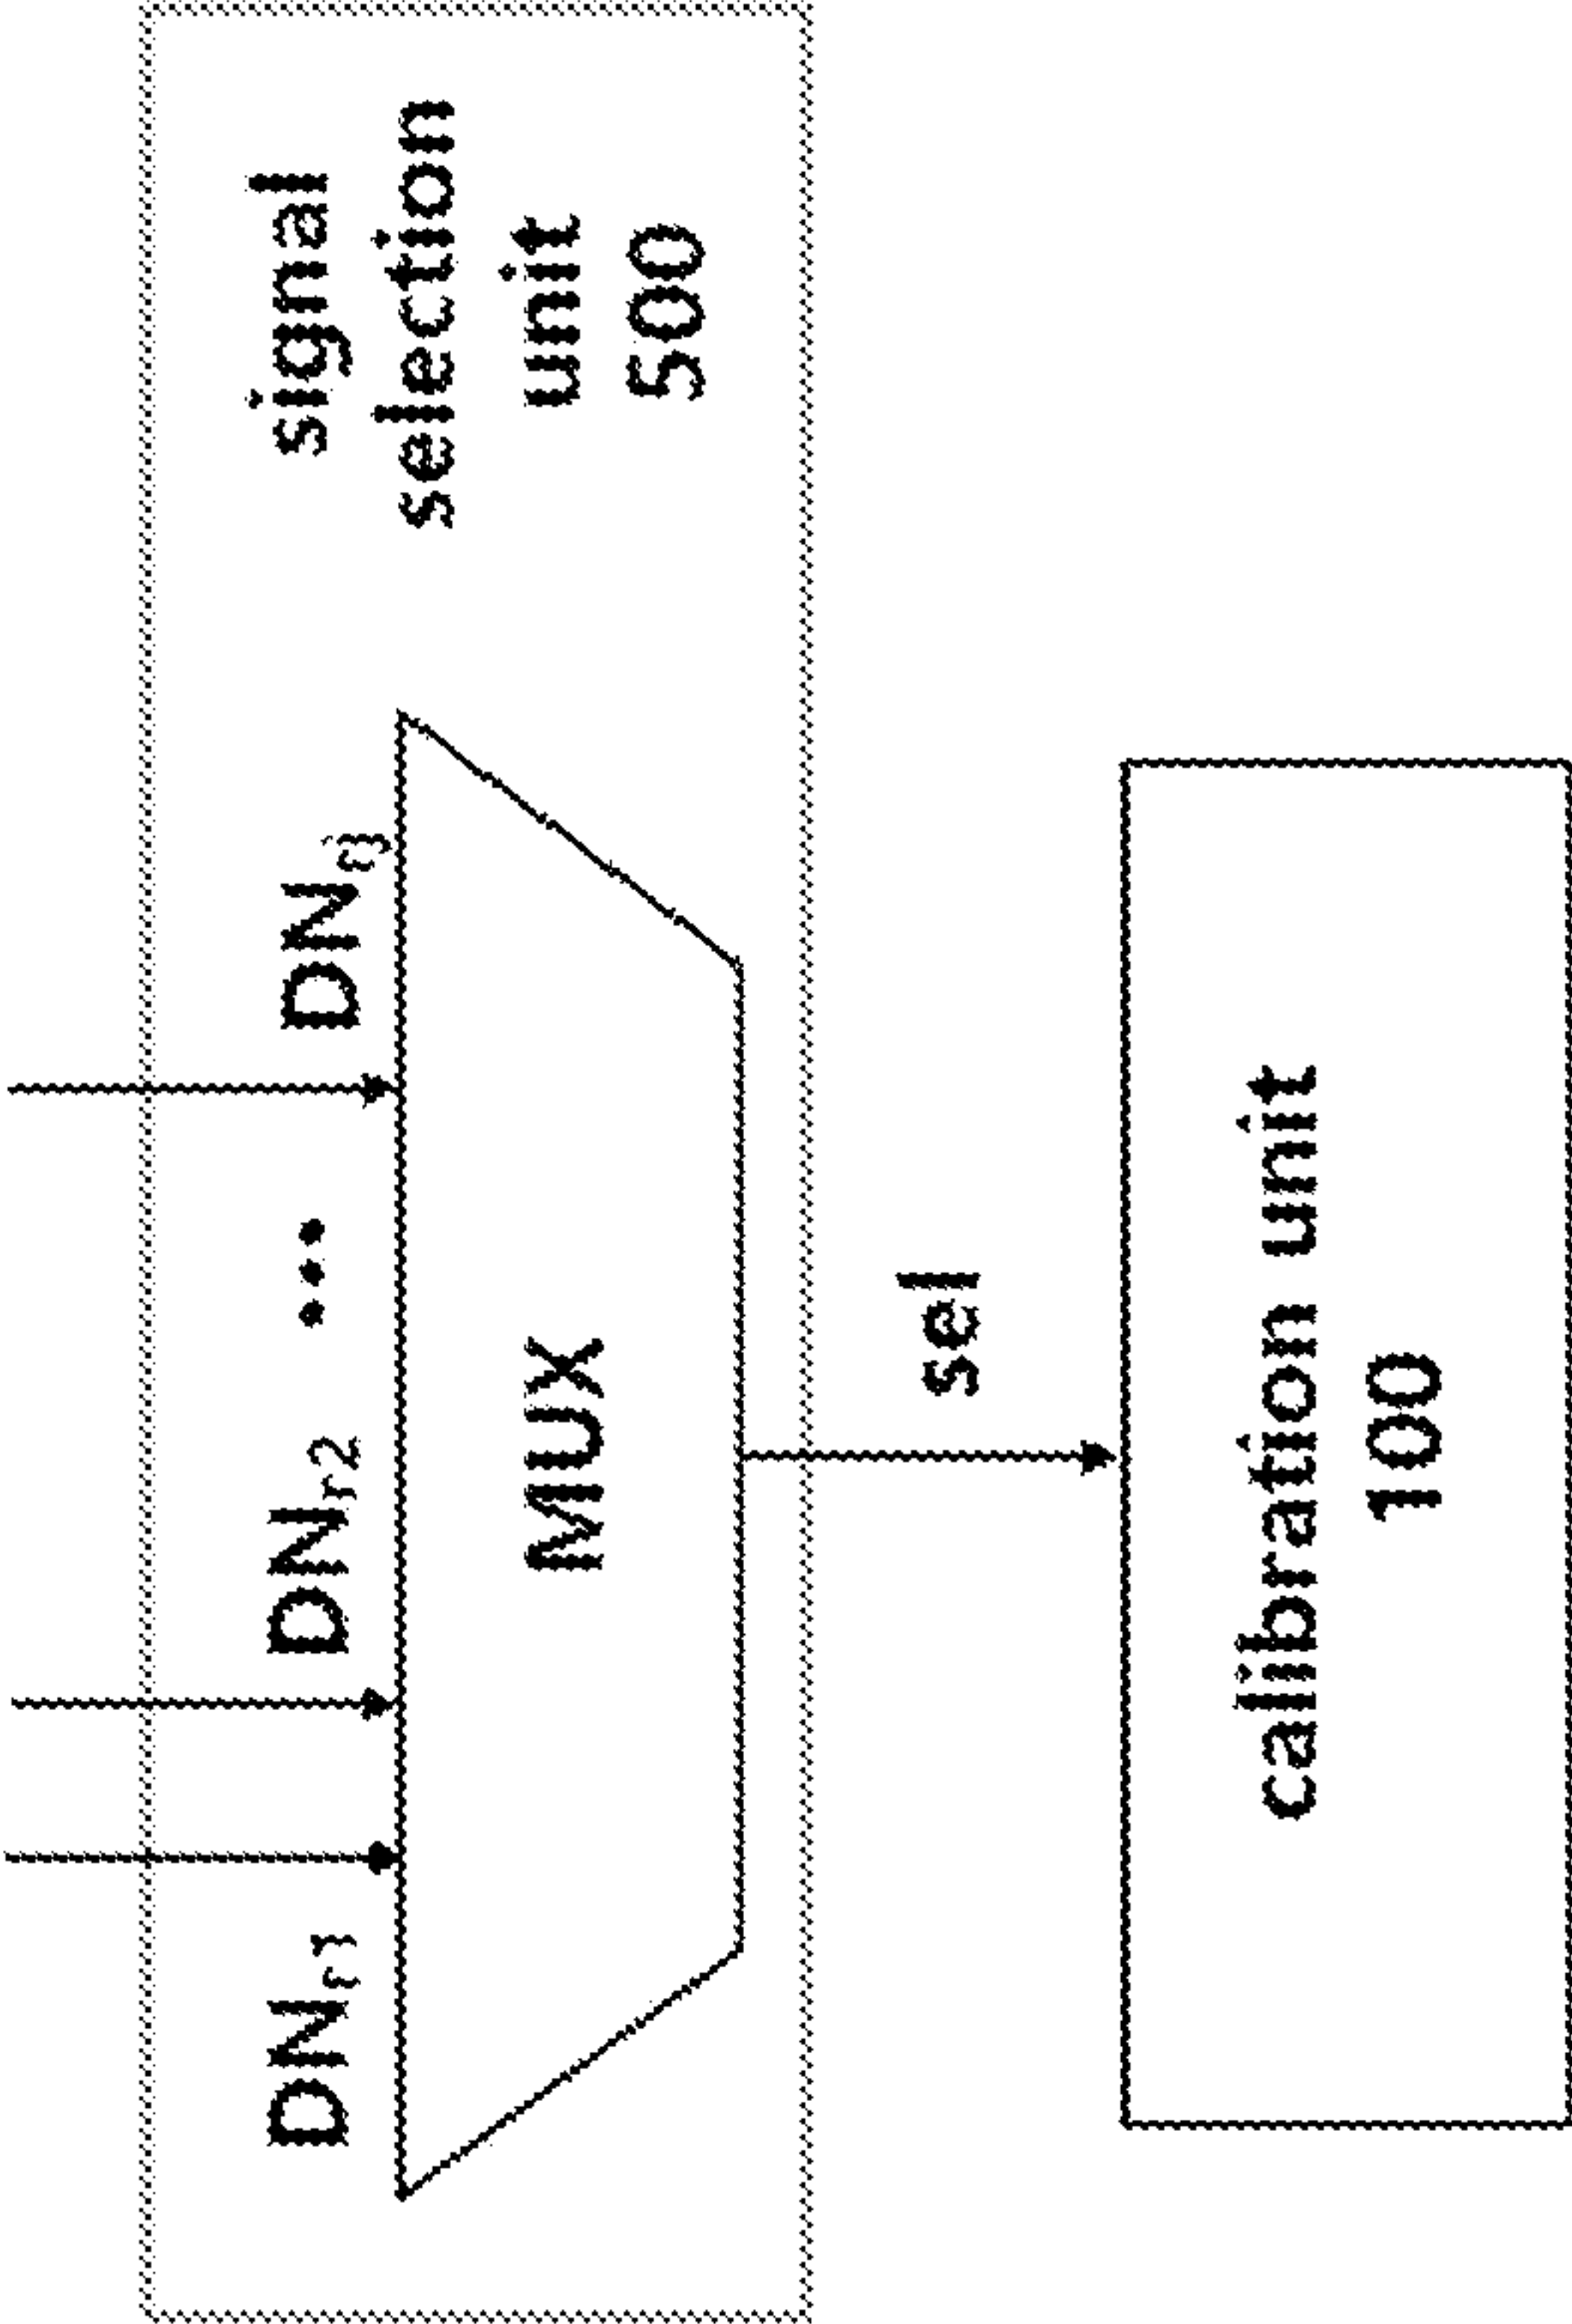 DNr1
DNr2
•••
DNrj
signal
selection
unit
500
MUX
sel
calibration unit
100